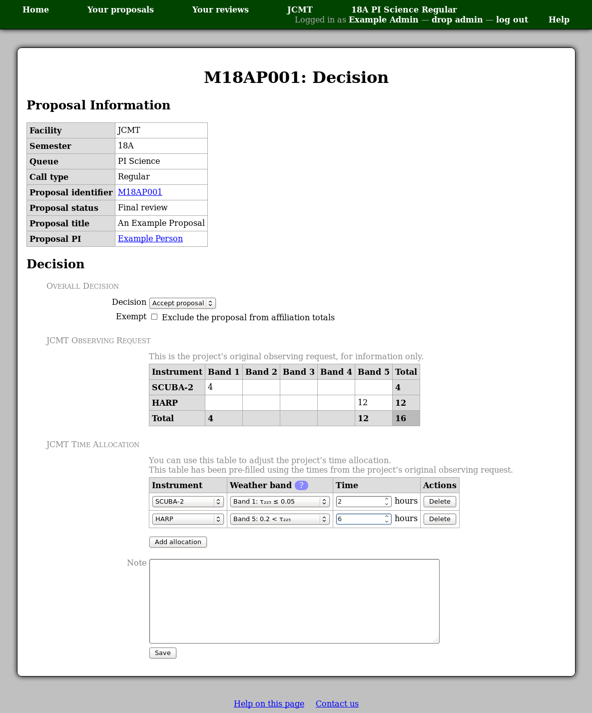 Home Your proposals Your reviews JCMT 18A PI Science Regular
Logged in as Example Admin — drop admin — log out Help
M18AP001: Decision
Proposal Information
Facility JCMT
Semester 18A
Queue PI Science
Call type Regular
Proposal identifier M18AP001
Proposal status Final review
Proposal title An Example Proposal
Proposal PI Example Person
Decision
Overall Decision
Decision Accept proposal
Exempt Exclude the proposal from affiliation totals
JCMT Observing Request
This is the project's original observing request, for information only.
Instrument Band 1 Band 2 Band 3 Band 4 Band 5 Total
SCUBA-2 4 4
HARP 12 12
Total 4 12 16
JCMT Time Allocation
You can use this table to adjust the project's time allocation.
This table has been pre-filled using the times from the project's original observing request.
Instrument Weather band ? Time Actions
SCUBA-2 Band 1: τ₂₂₅ ≤ 0.05 2 hours Delete
HARP Band 5: 0.2 < τ₂₂₅ 6 hours Delete
Add allocation
Note
Save
Help on this page Contact us